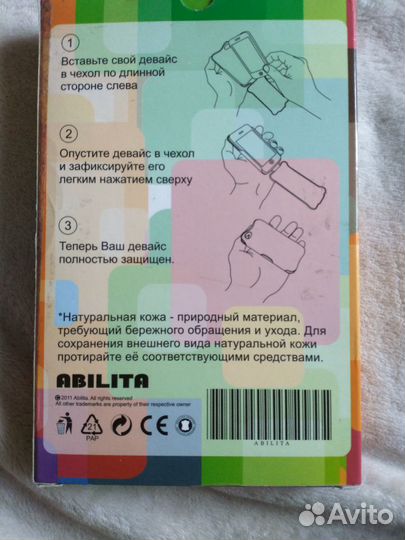 1
Вставьте свой девайс
в чехол по длинной
стороне слева
2
Опустите девайс в чехол
и зафиксируйте его
легким нажатием сверху
3
Теперь Ваш девайс
полностью защищен.
*Натуральная кожа - природный материал,
требующий бережного обращения и ухода. Для
сохранения внешнего вида натуральной кожи
протирайте её соответствующими средствами.
ABILITA
© 2011 Abilita. All rights reserved
All other trademarks are property of their respective owner
21
PAP
CE
ABILITA
Avito